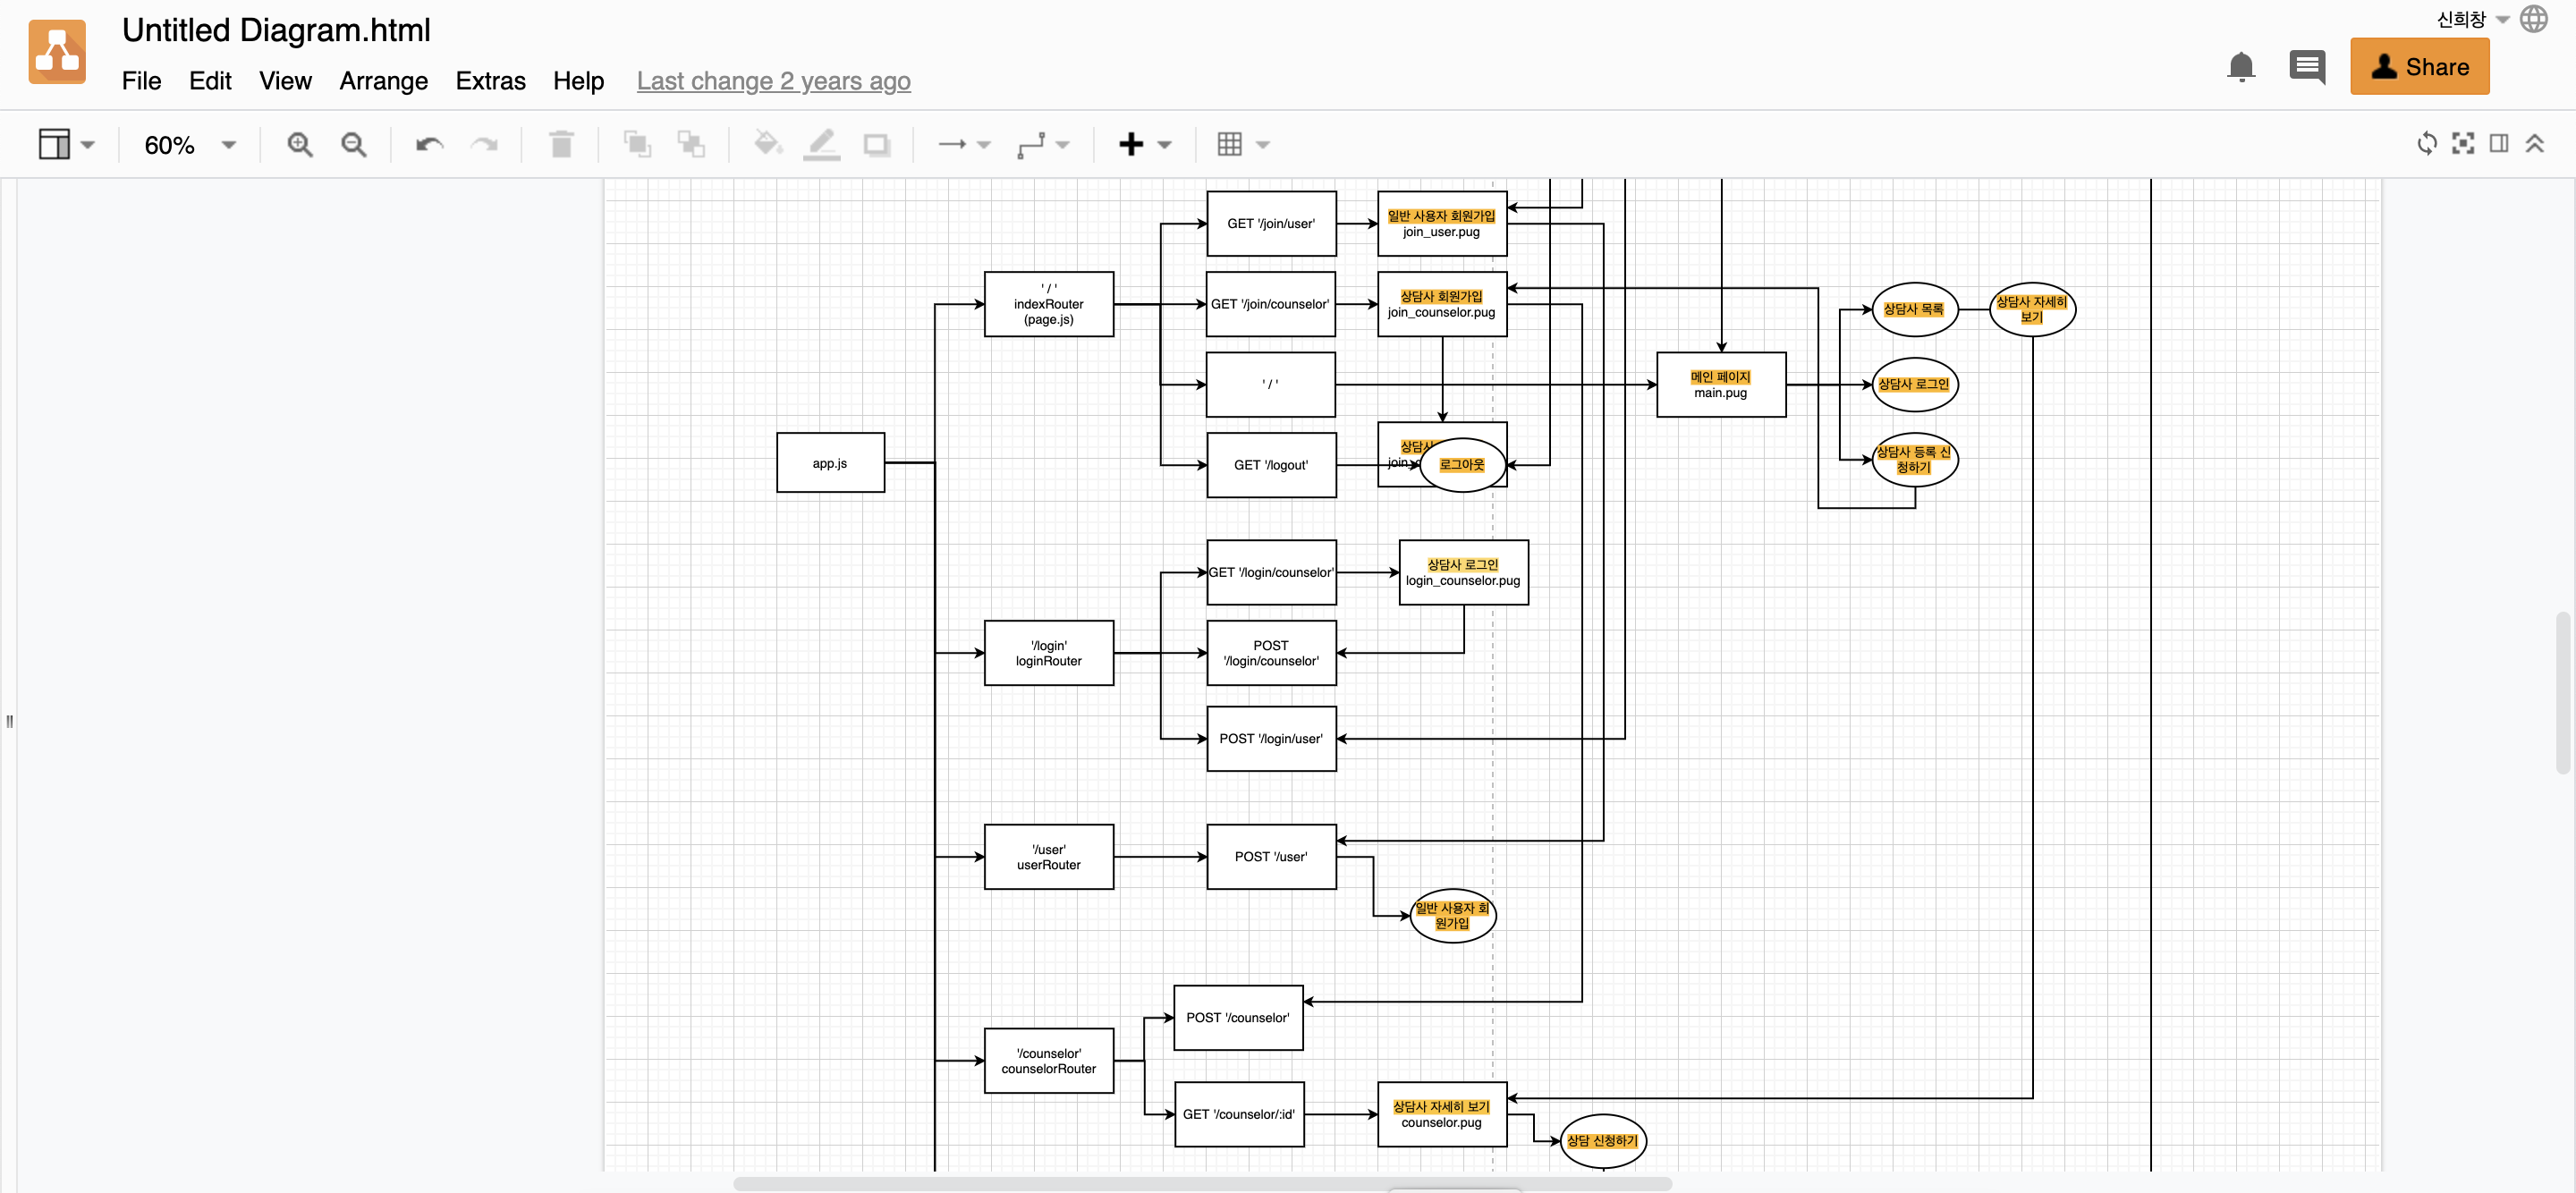 Untitled Diagram.html
신희창
File Edit View Arrange Extras Help Last change 2 years ago
Share
60%
GET '/join/user'
일반 사용자 회원가입
join_user.pug
' / '
indexRouter
(page.js)
GET '/join/counselor'
상담사 회원가입
join_counselor.pug
상담사 목록
상담사 자세히
보기
' / '
메인 페이지
main.pug
상담사 로그인
app.js
GET '/logout'
상담사
로그아웃
상담사 등록 신
청하기
GET '/login/counselor'
상담사 로그인
login_counselor.pug
'/login'
loginRouter
POST
'/login/counselor'
POST '/login/user'
'/user'
userRouter
POST '/user'
일반 사용자 회
원가입
POST '/counselor'
'/counselor'
counselorRouter
GET '/counselor/:id'
상담사 자세히 보기
counselor.pug
상담 신청하기